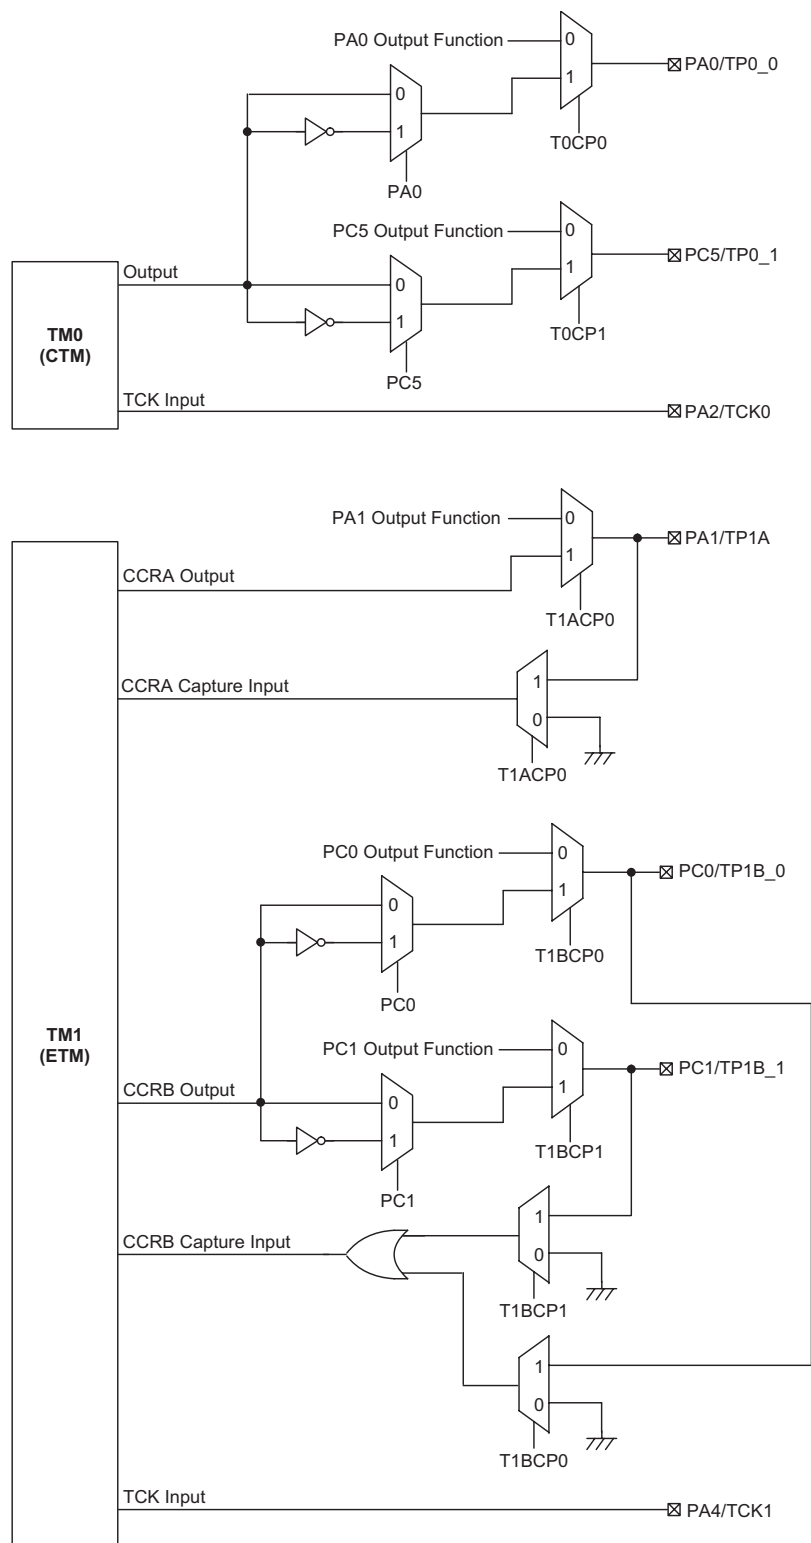 PA0 Output Function
0
1
PA0/TP0_0
T0CP0
0
1
PA0
PC5 Output Function
0
1
PC5/TP0_1
T0CP1
Output
0
1
PC5
TM0
(CTM)
TCK Input
PA2/TCK0
PA1 Output Function
0
1
PA1/TP1A
T1ACP0
CCRA Output
CCRA Capture Input
1
0
T1ACP0
PC0 Output Function
0
1
PC0/TP1B_0
T1BCP0
0
1
PC0
TM1
(ETM)
PC1 Output Function
0
1
PC1/TP1B_1
T1BCP1
CCRB Output
0
1
PC1
CCRB Capture Input
1
0
T1BCP1
1
0
T1BCP0
TCK Input
PA4/TCK1